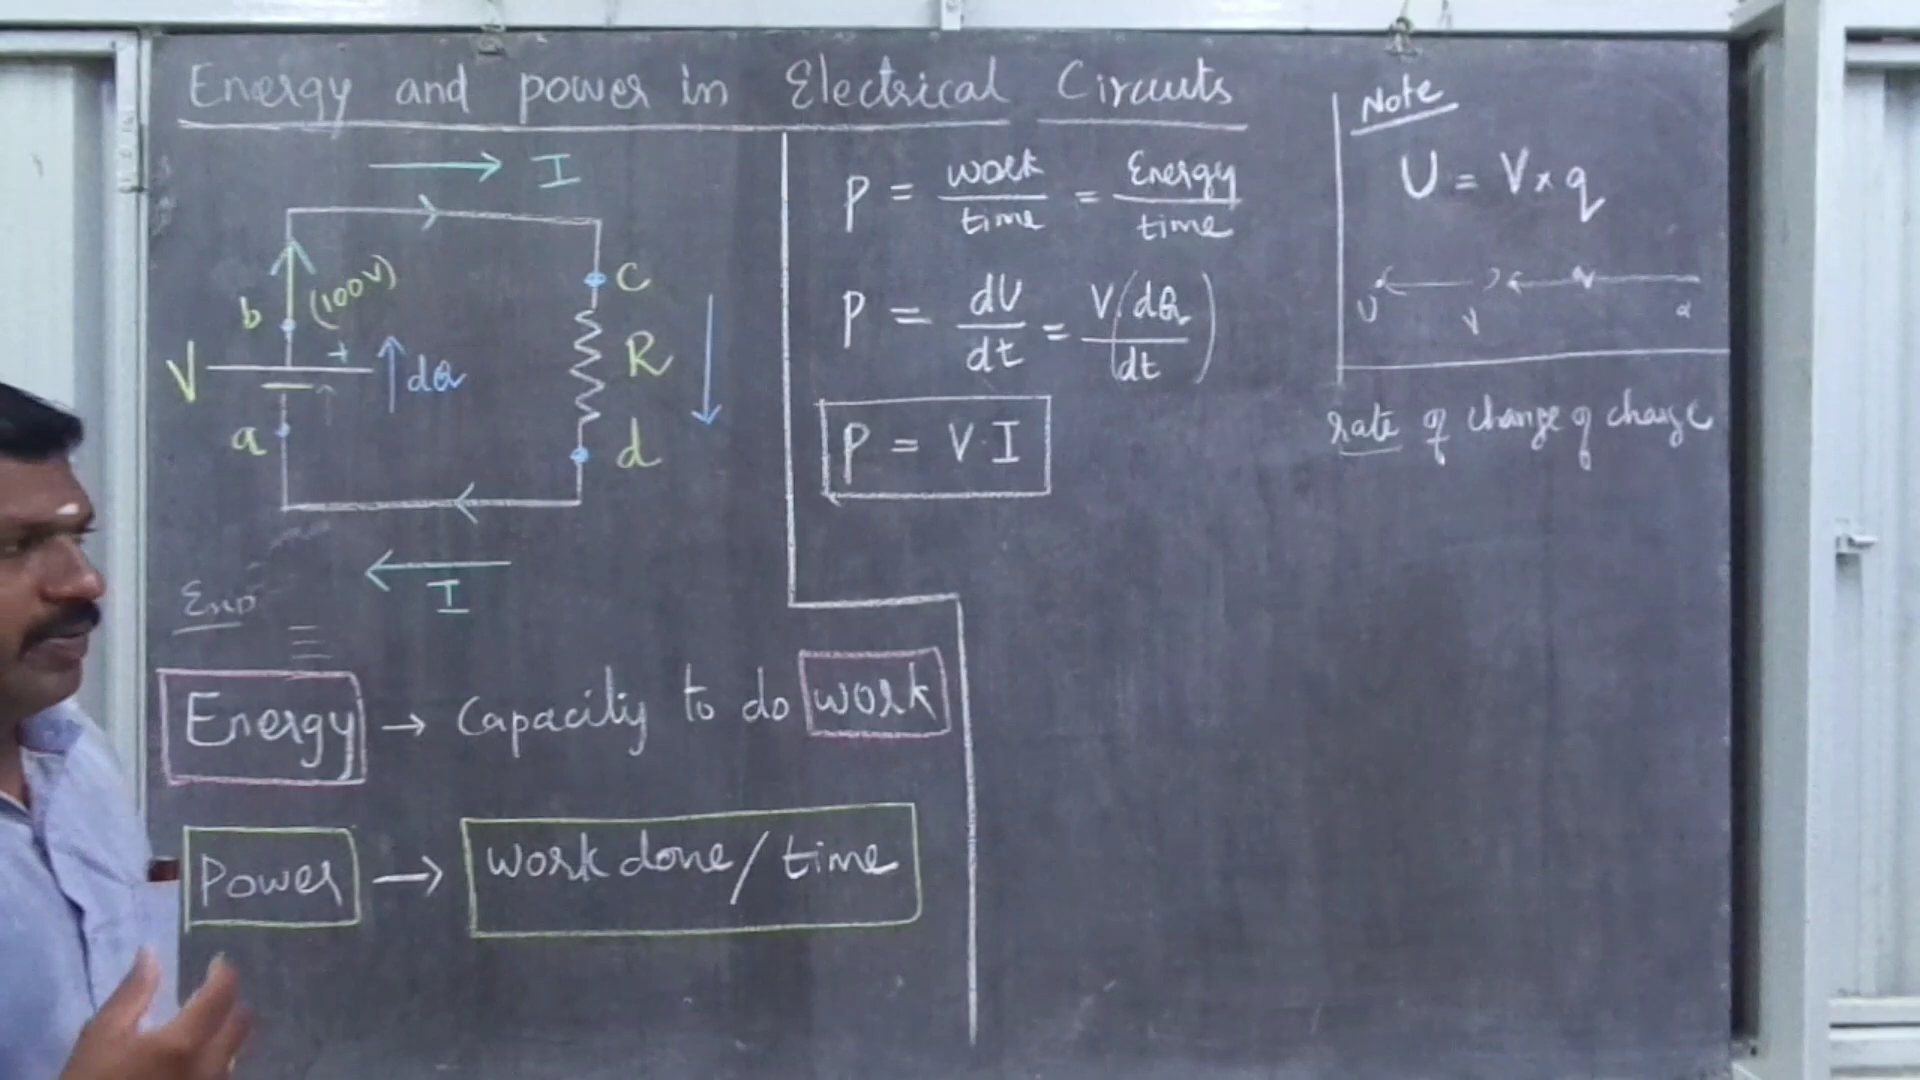 Energy and power in Electrical Circuits
I
b (100V)
C
V
+
dQ
R
a
d
I
Energy → Capacity to do work
Power → work done / time
P = work / time = Energy / time
P = dU / dt = V (dQ / dt)
P = V·I
Note
U = V × q
U
V
rate of change of charge